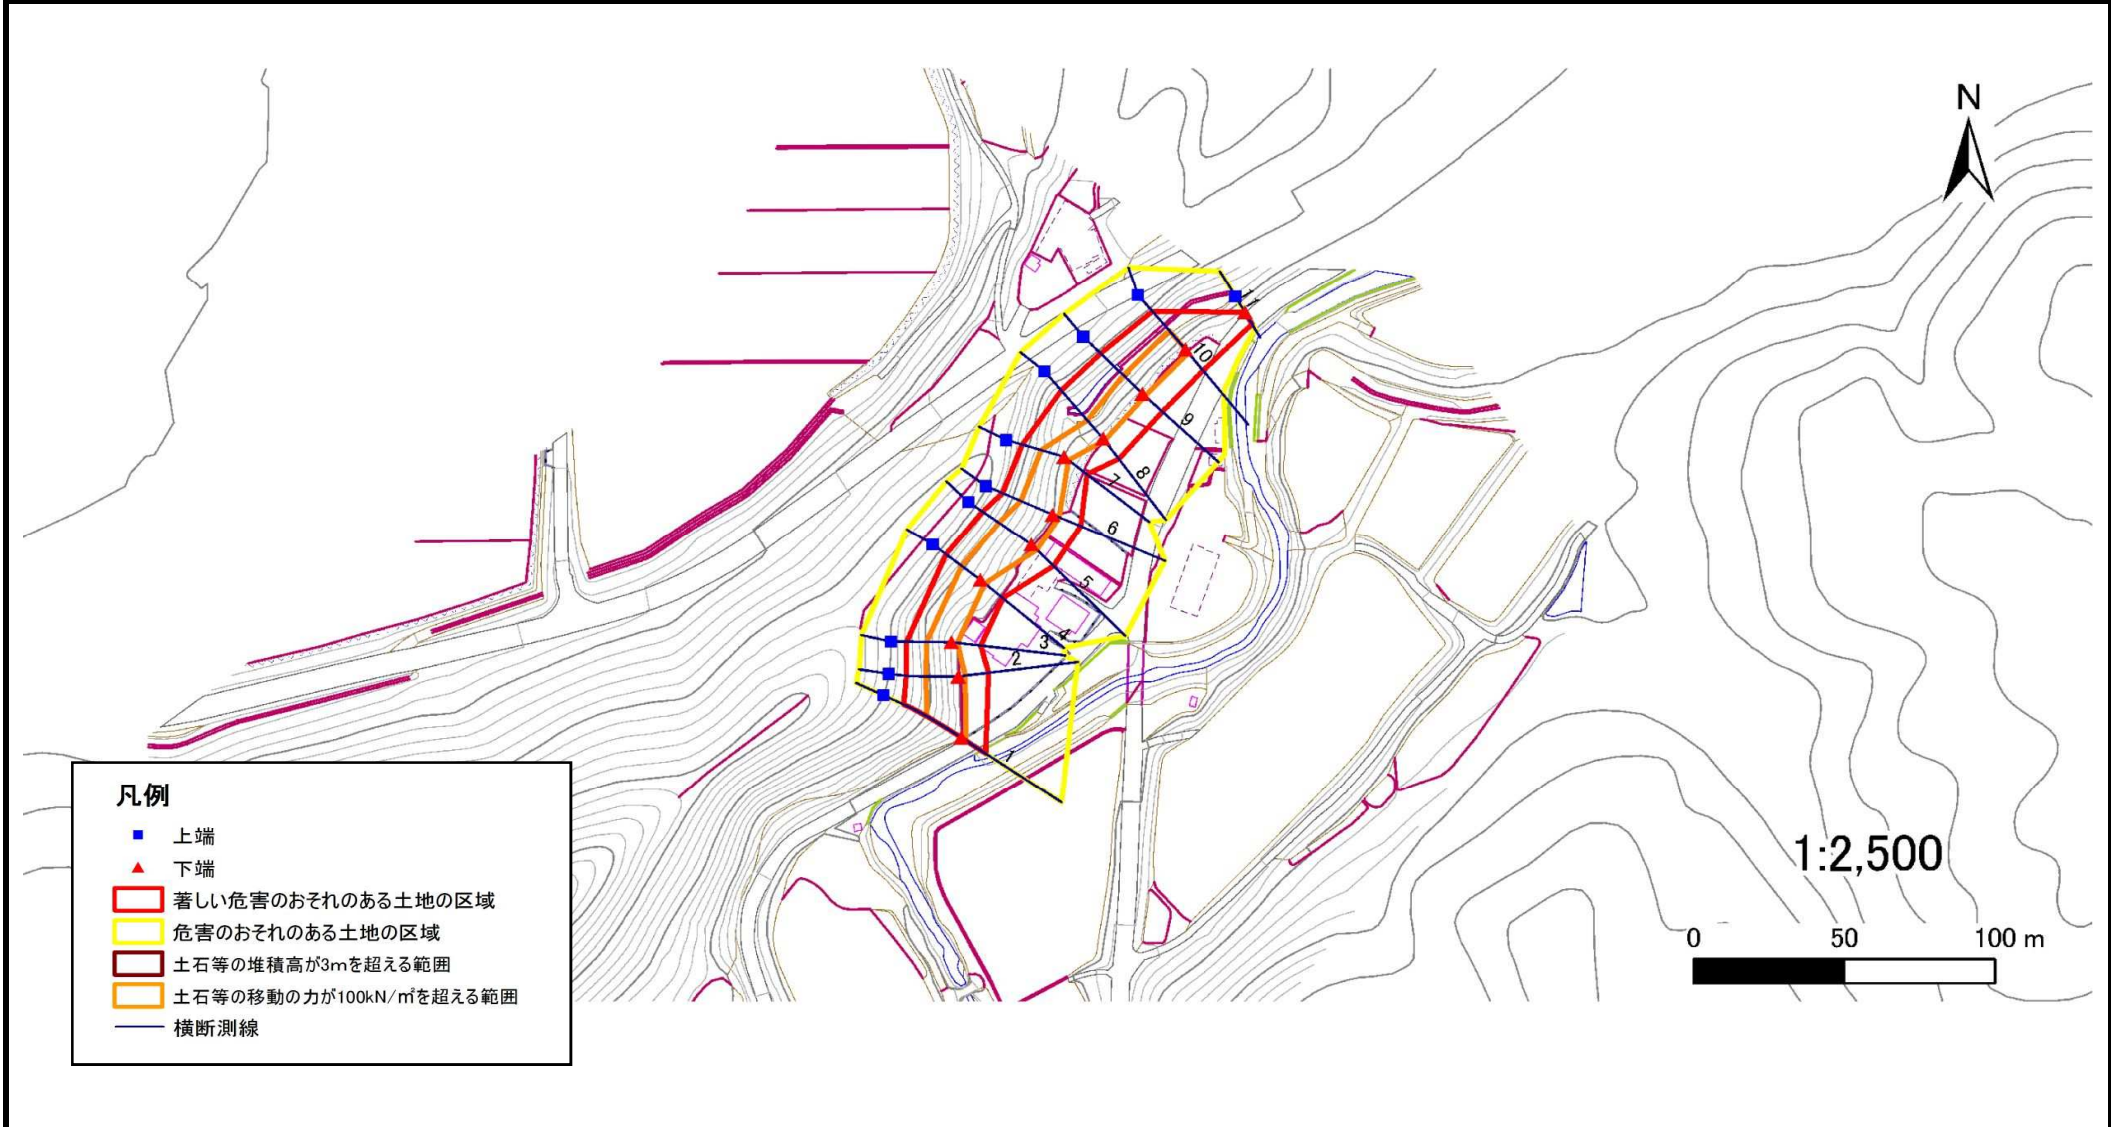 N
11
10
9
8
7
6
5
4
3
2
1
凡例
上端
下端
著しい危害のおそれのある土地の区域
危害のおそれのある土地の区域
土石等の堆積高が3mを超える範囲
土石等の移動の力が100kN/㎡を超える範囲
横断測線
1:2,500
0 50 100 m